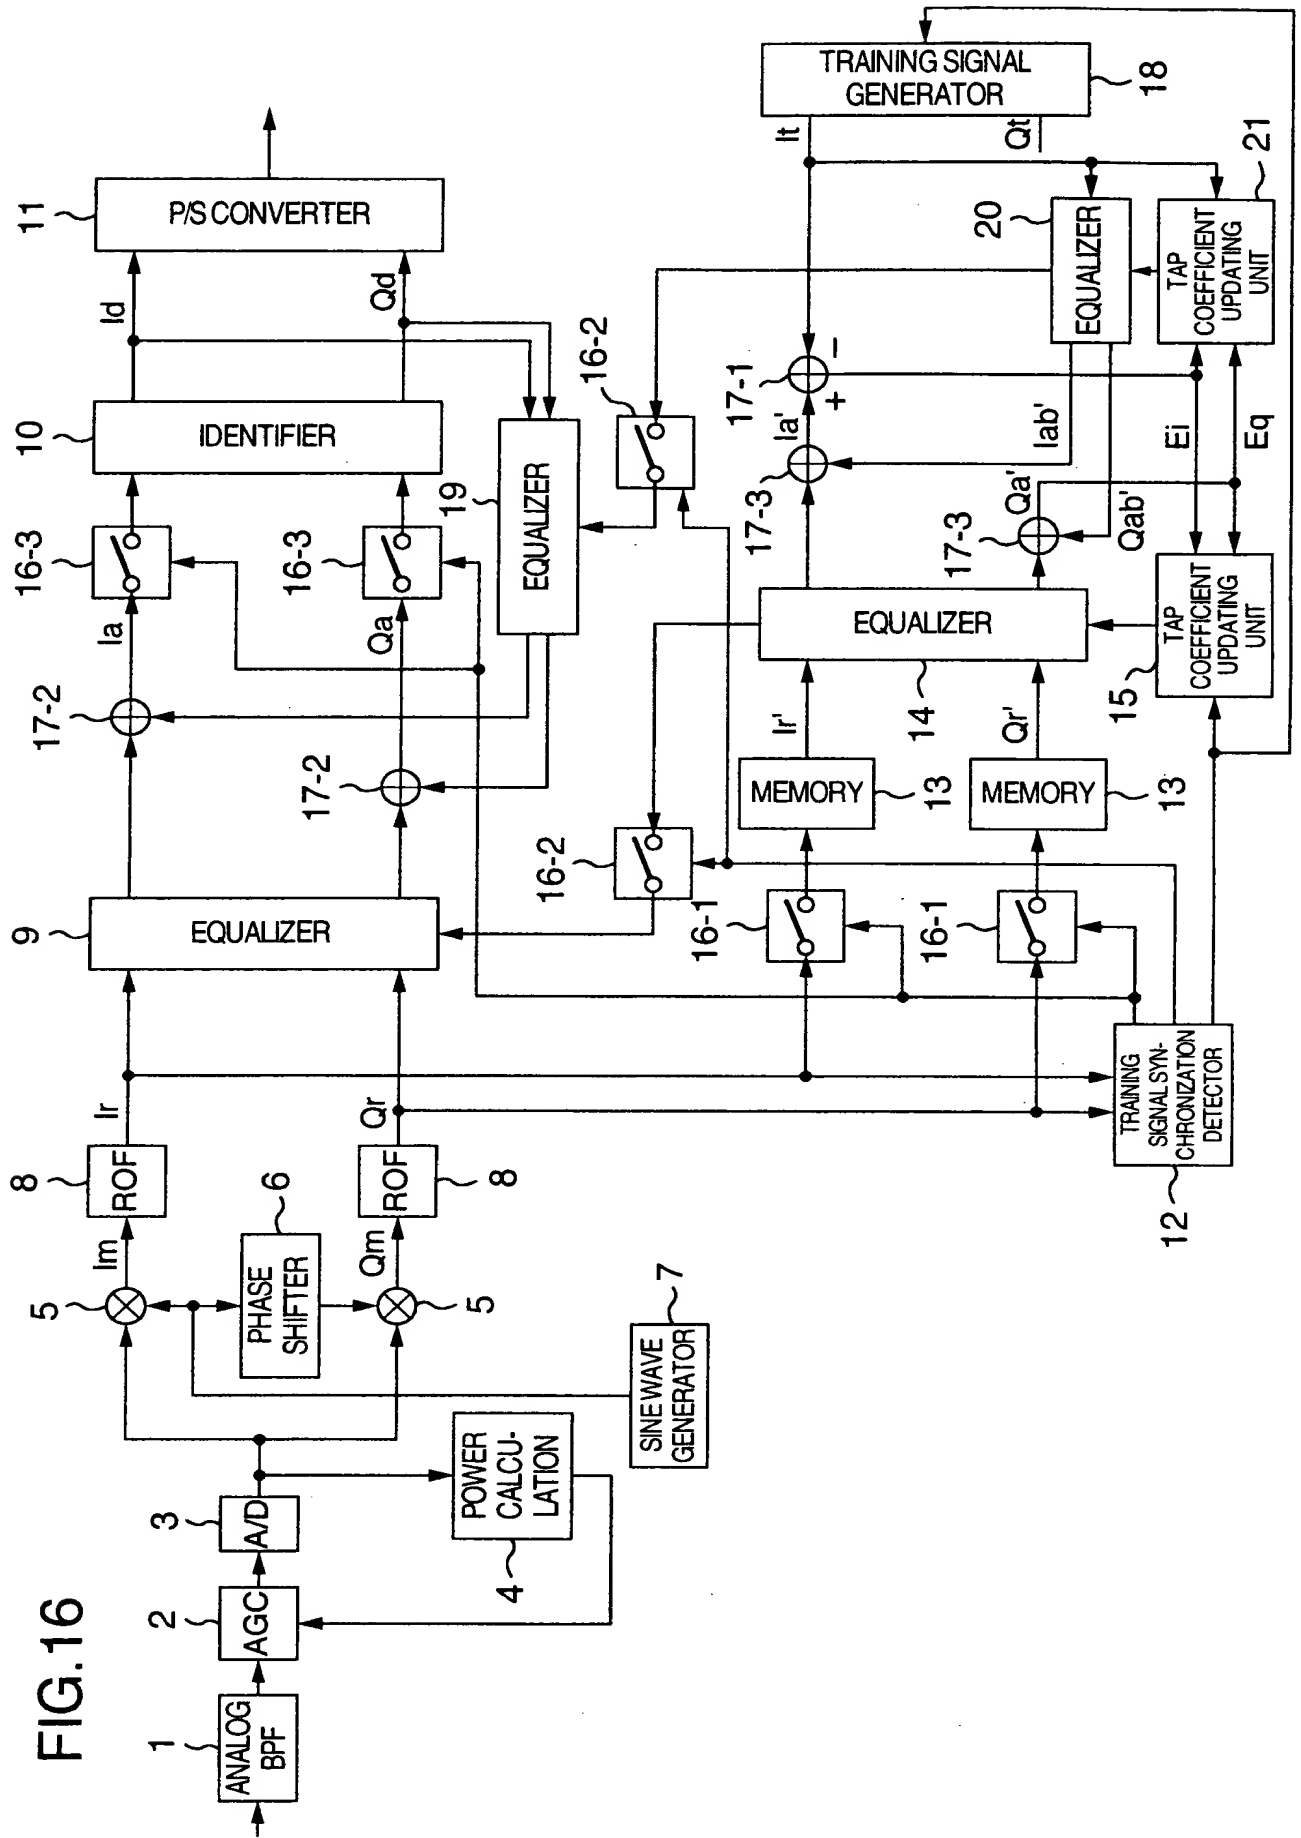 FIG.16
1
ANALOG
BPF
2
AGC
3
A/D
4
POWER
CALCU-
LATION
5
Im
6
PHASE
SHIFTER
Qm
5
7
SINE WAVE
GENERATOR
8
ROF
Ir
ROF
8
Qr
9
EQUALIZER
17-2
Ia
16-3
17-2
Qa
16-3
10
IDENTIFIER
Id
Qd
11
P/S CONVERTER
19
EQUALIZER
16-2
16-2
12
TRAINING
SIGNAL SYN-
CHRONIZATION
DETECTOR
16-1
16-1
MEMORY
13
Ir'
MEMORY
13
Qr'
14
EQUALIZER
15
TAP
COEFFICIENT
UPDATING
UNIT
17-3
Ia'
17-1
+
-
17-3
Qa'
Iab'
Qab'
Ei
Eq
20
EQUALIZER
21
TAP
COEFFICIENT
UPDATING
UNIT
It
Qt
TRAINING SIGNAL
GENERATOR
18